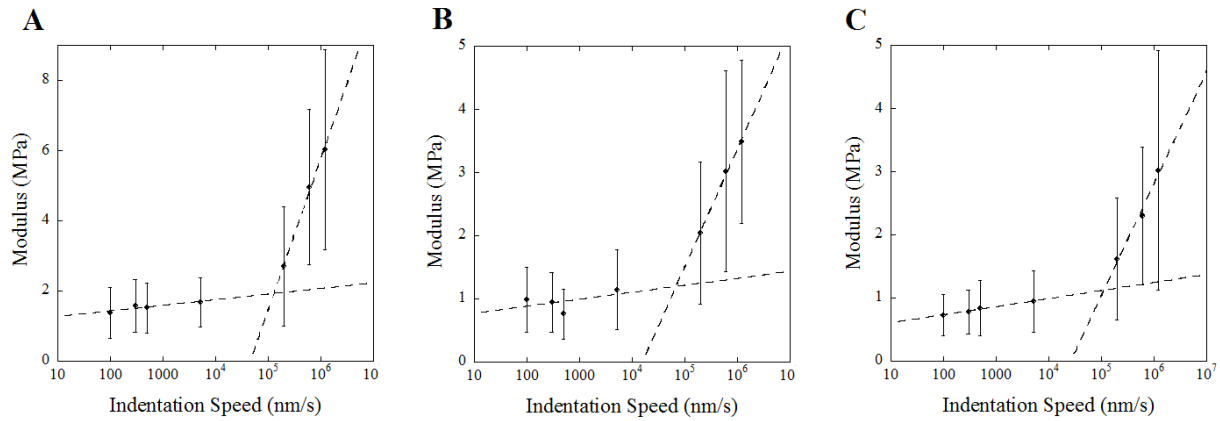 A
B
C
8
6
4
2
0
Modulus (MPa)
10 100 1000 10⁴ 10⁵ 10⁶ 10
Indentation Speed (nm/s)
5
4
3
2
1
0
Modulus (MPa)
10 100 1000 10⁴ 10⁵ 10⁶ 10
Indentation Speed (nm/s)
5
4
3
2
1
0
Modulus (MPa)
10 100 1000 10⁴ 10⁵ 10⁶ 10⁷
Indentation Speed (nm/s)